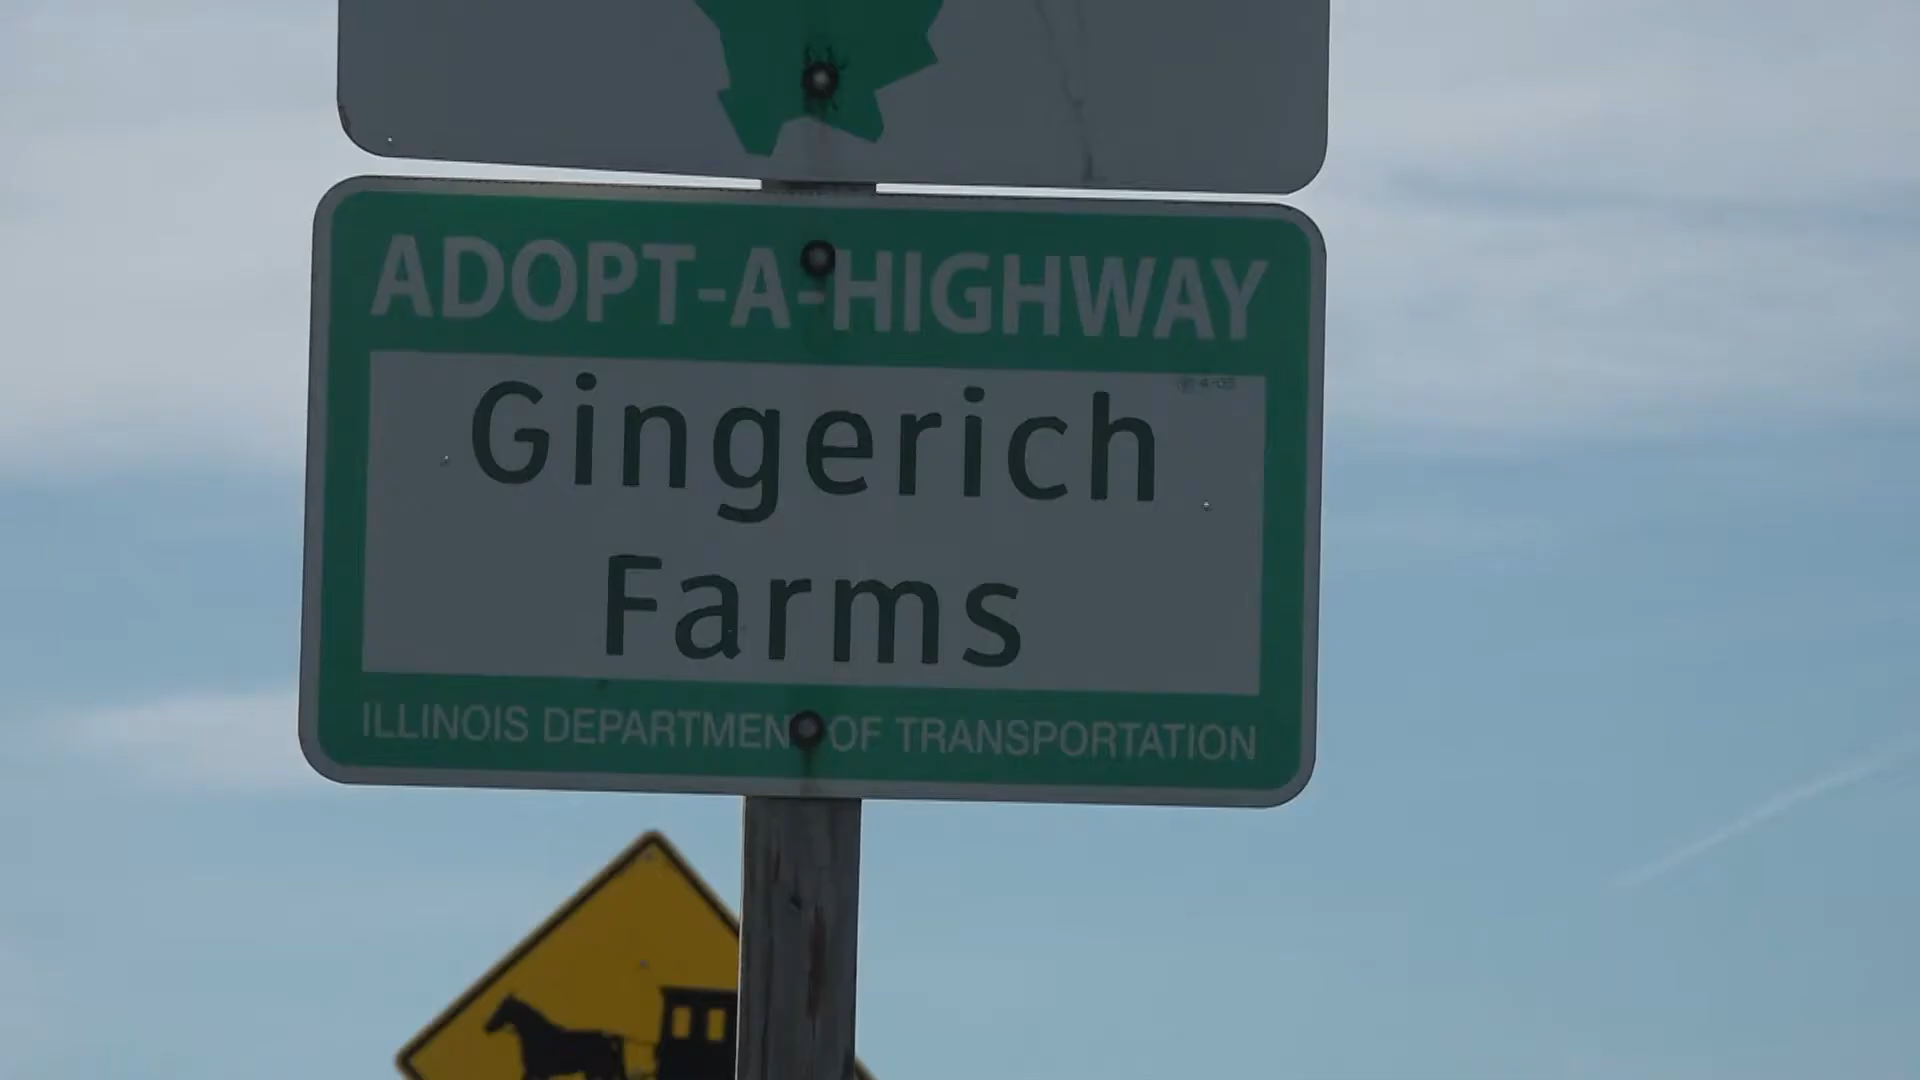 ADOPT-A-HIGHWAY
Gingerich
Farms
ILLINOIS DEPARTMENT OF TRANSPORTATION